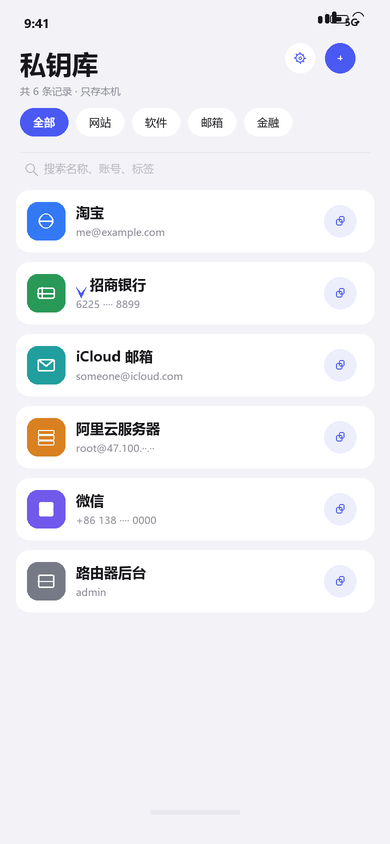 9:41
5G
私钥库
+
共 6 条记录 · 只存本机
全部 网站 软件 邮箱 金融
搜索名称、账号、标签
淘宝
me@example.com
招商银行
6225 ···· 8899
iCloud 邮箱
someone@icloud.com
阿里云服务器
root@47.100.··.··
微信
+86 138 ···· 0000
路由器后台
admin